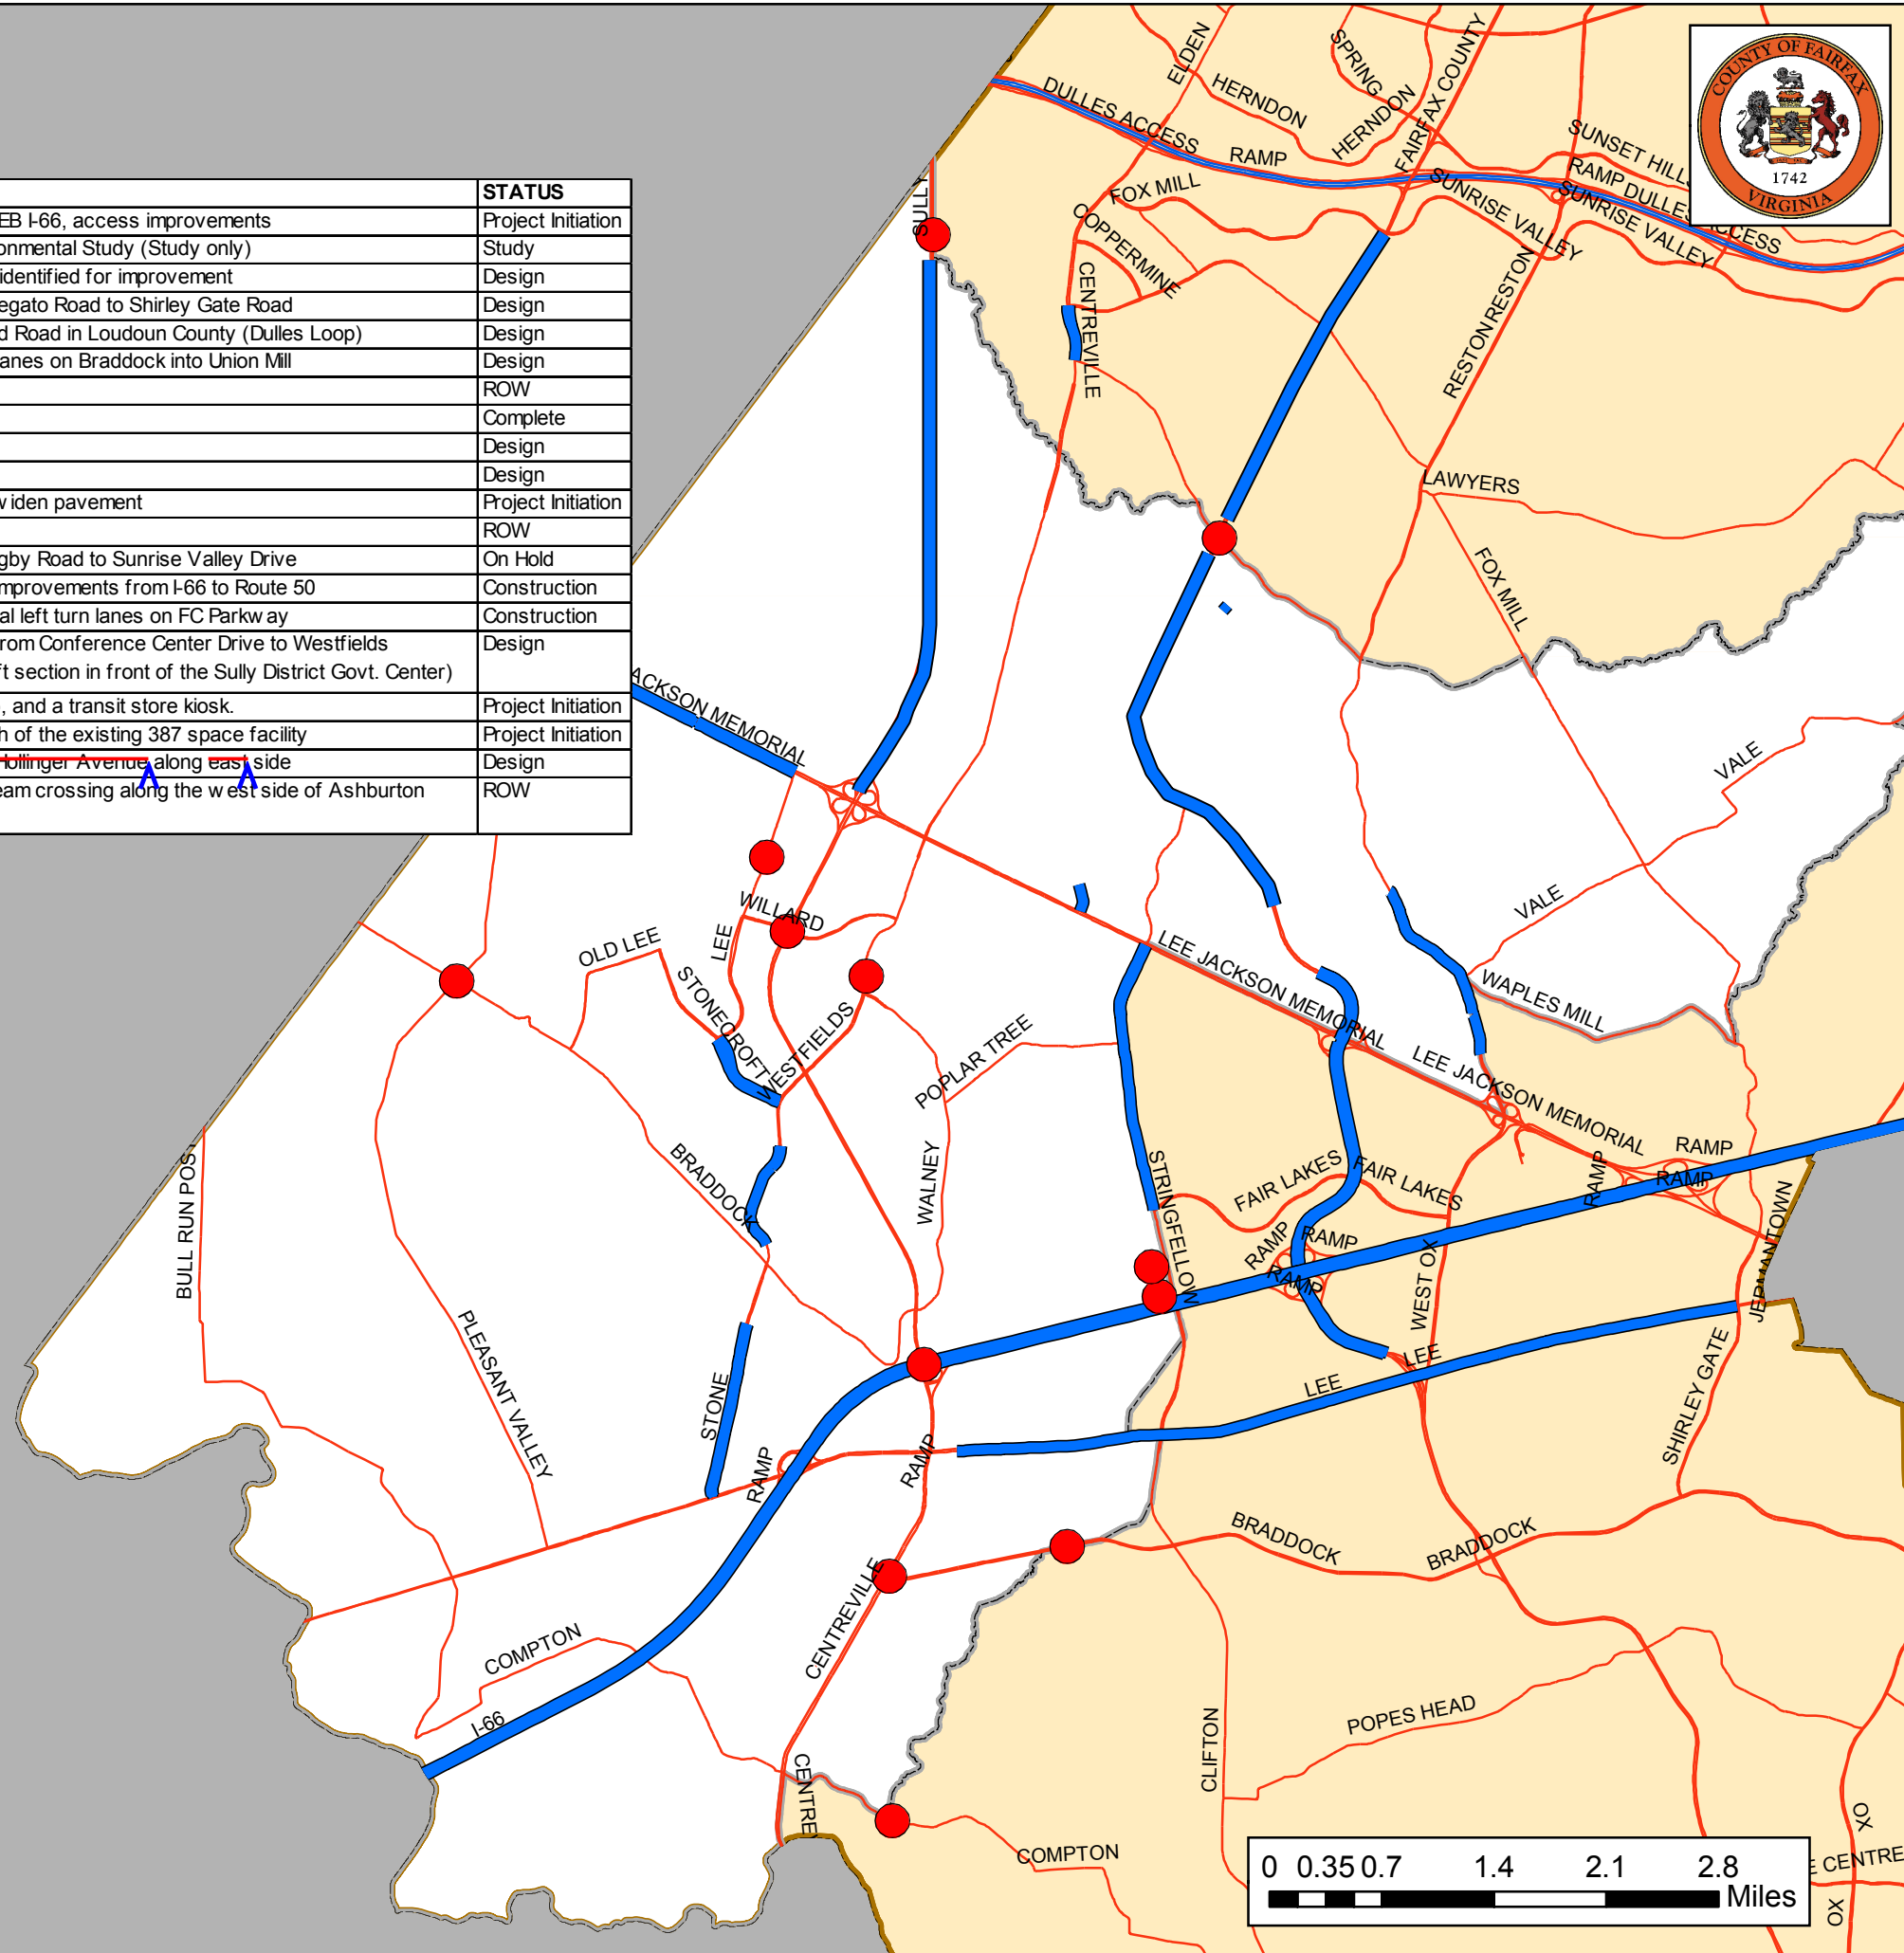 STATUS
EB I-66, access improvements Project Initiation
onmental Study (Study only) Study
identified for improvement Design
egato Road to Shirley Gate Road Design
d Road in Loudoun County (Dulles Loop) Design
anes on Braddock into Union Mill Design
ROW
Complete
Design
Design
widen pavement Project Initiation
ROW
gby Road to Sunrise Valley Drive On Hold
mprovements from I-66 to Route 50 Construction
al left turn lanes on FC Parkway Construction
rom Conference Center Drive to Westfields Design
ft section in front of the Sully District Govt. Center)
, and a transit store kiosk. Project Initiation
h of the existing 387 space facility Project Initiation
Hollinger Avenue along east side Design
eam crossing along the west side of Ashburton ROW
COUNTY OF FAIRFAX
1742
VIRGINIA
ELDEN
SPRING
FAIRFAX COUNTY
HERNDON
HERNDON
DULLES ACCESS
RAMP
SUNSET HILLS
RAMP DULLES ACCESS
FOX MILL
SUNRISE VALLEY
SUNRISE VALLEY
COPPERMINE
SULLY
CENTREVILLE
RESTON
RESTON
LAWYERS
FOX MILL
ACKSON MEMORIAL
VALE
VALE
WILLARD
OLD LEE
LEE
STONECROFT
WESTFIELDS
LEE JACKSON MEMORIAL
WAPLES MILL
POPLAR TREE
LEE JACKSON MEMORIAL
BRADDOCK
WALNEY
STRINGFELLOW
FAIR LAKES
FAIR LAKES
RAMP
RAMP
RAMP
BULL RUN POS
JERMANTOWN
RAMP
RAMP
RAMP
WEST OX
PLEASANT VALLEY
STONE
LEE
LEE
SHIRLEY GATE
RAMP
RAMP
BRADDOCK
BRADDOCK
CENTREVILLE
COMPTON
I-66
POPES HEAD
CLIFTON
CENTRE
COMPTON
OX
E CENTRE
OX
0 0.35 0.7 1.4 2.1 2.8
Miles